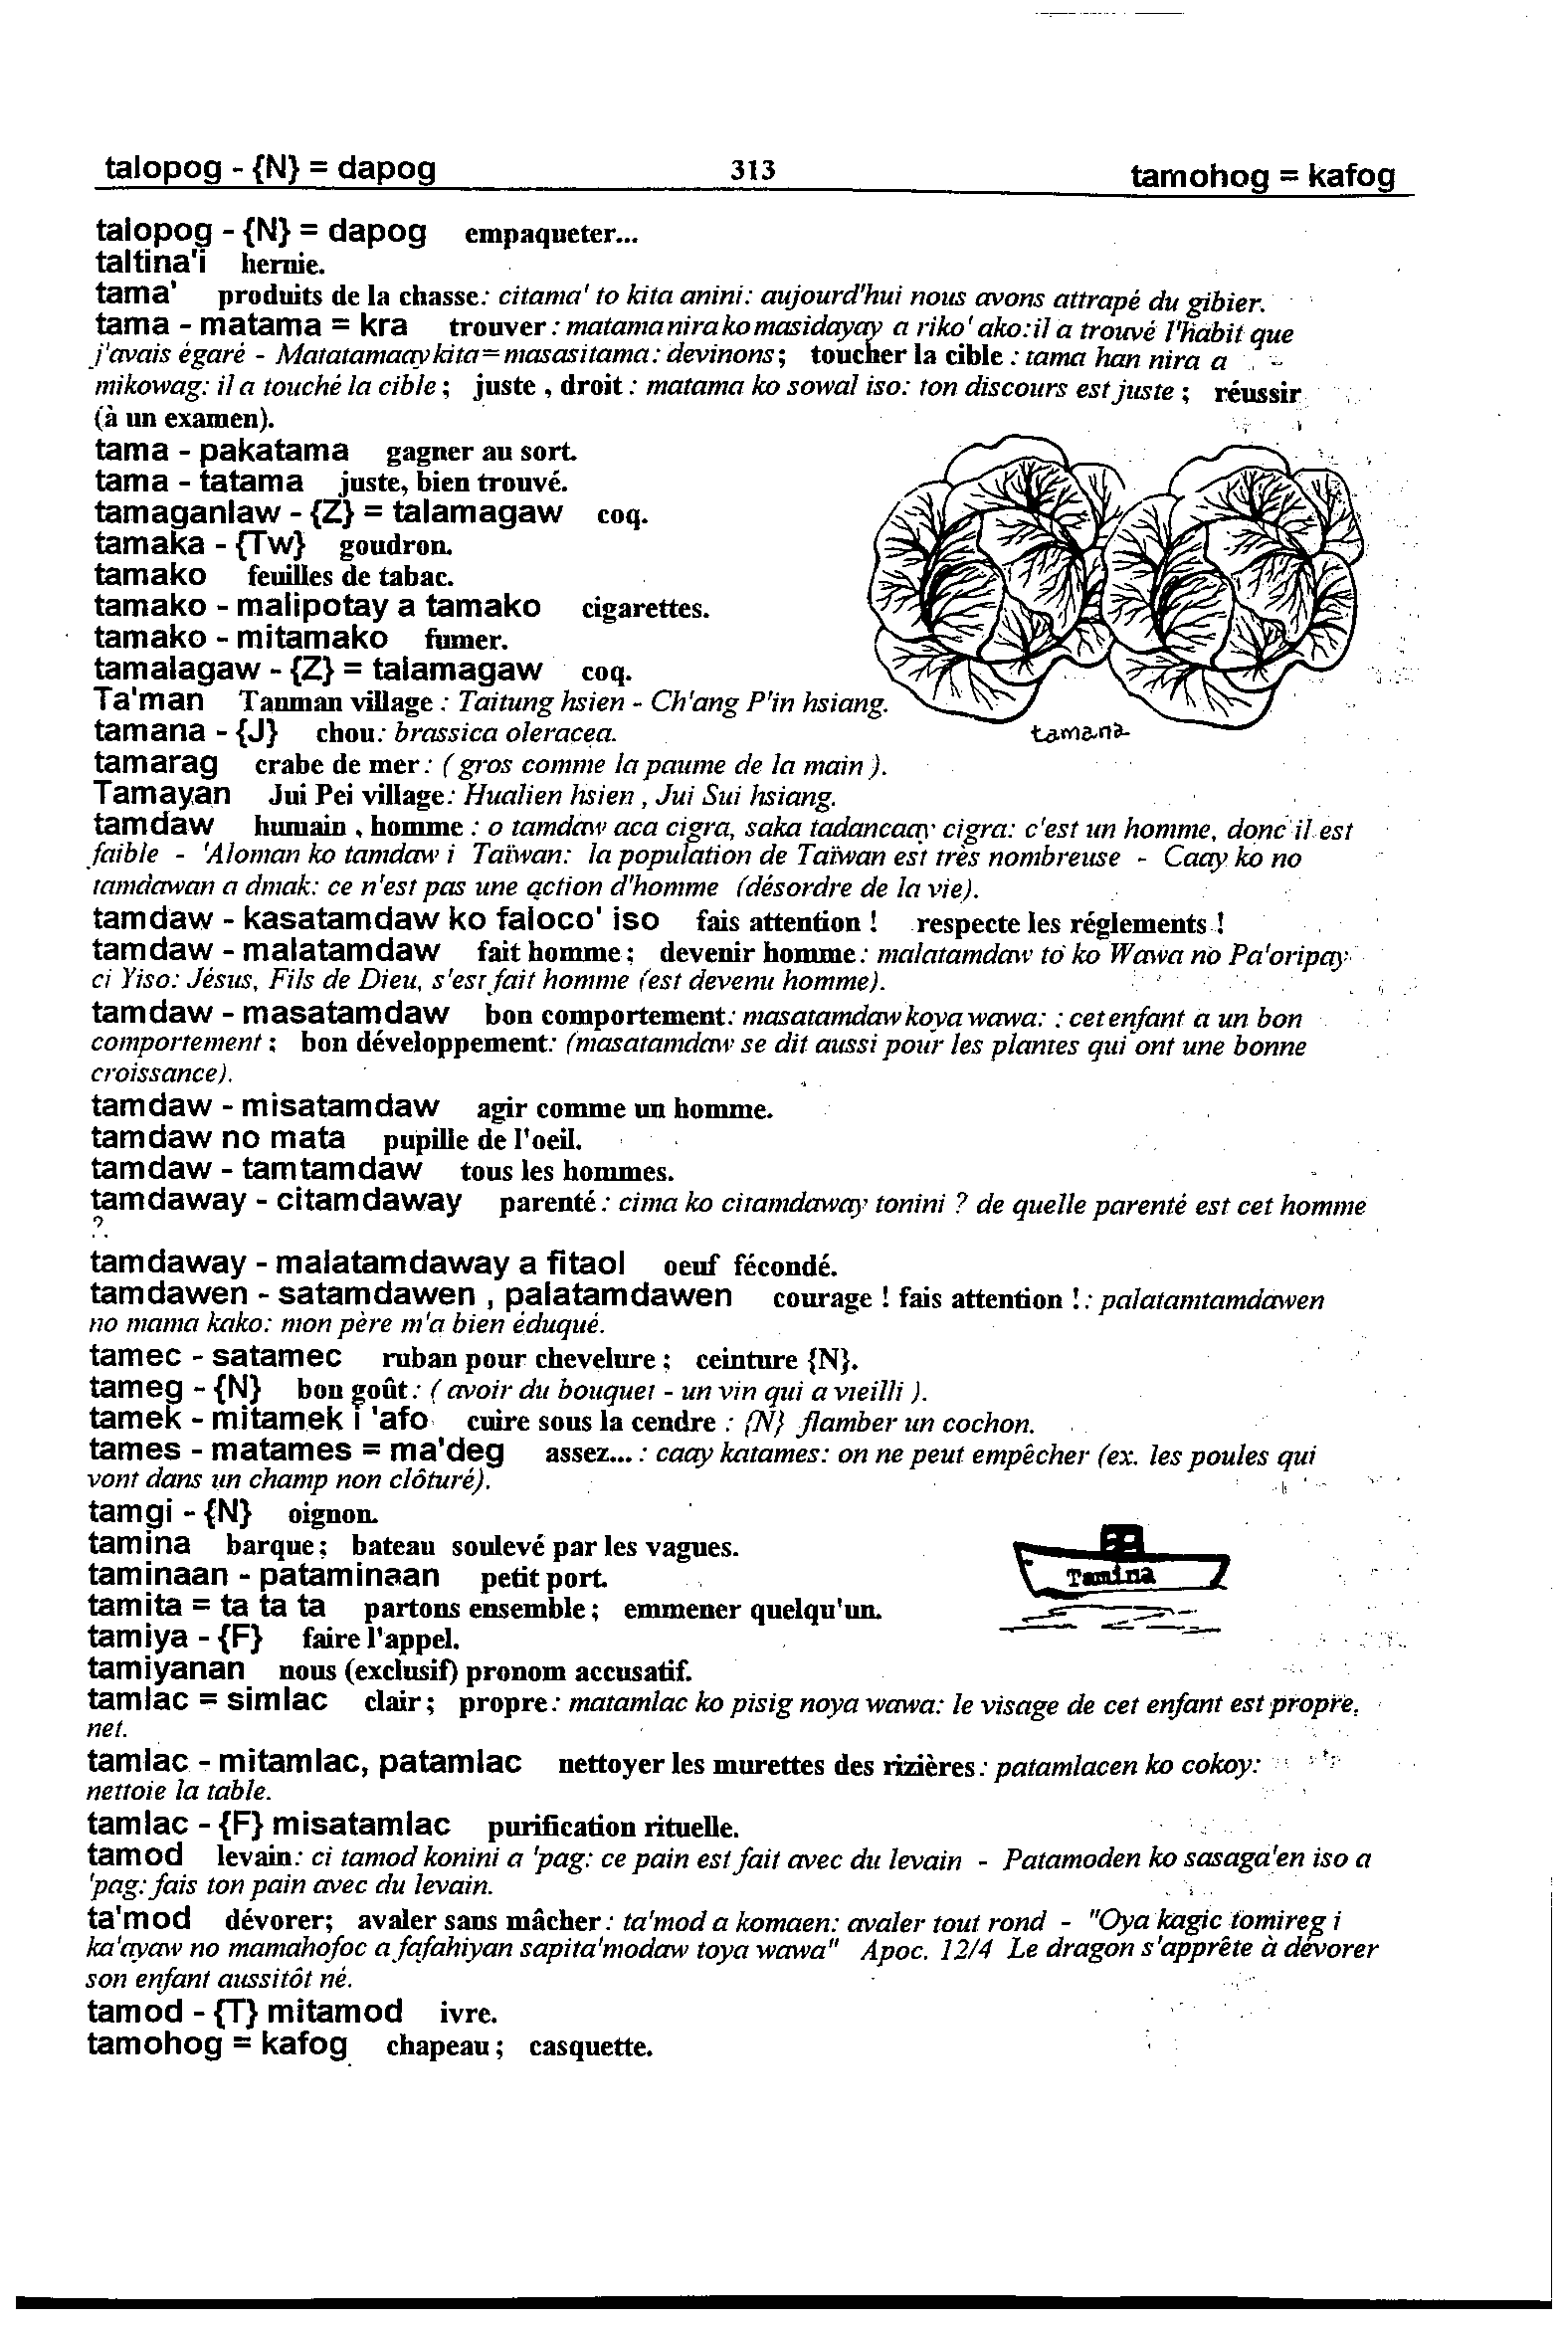 talopog - {N} = dapog 313 tamohog = kafog
talopog - {N} = dapog empaqueter...
taltina'i hernie.
tama' produits de la chasse: citama' to kita anini: aujourd'hui nous avons attrapé du gibier.
tama - matama = kra trouver : matama nira ko masidayay a riko' ako: il a trouvé l'habit que
j'avais égaré - Matatamaay kita = masasitama: devinons; toucher la cible : tama han nira a
mikowag: il a touché la cible ; juste , droit : matama ko sowal iso: ton discours est juste ; réussir
(à un examen).
tama - pakatama gagner au sort.
tama - tatama juste, bien trouvé.
tamaganlaw - {Z} = talamagaw coq.
tamaka - {Tw} goudron.
tamako feuilles de tabac.
tamako - malipotay a tamako cigarettes.
tamako - mitamako fumer.
tamalagaw - {Z} = talamagaw coq.
Ta'man Tanman village : Taitung hsien - Ch'ang P'in hsiang.
tamana - {J} chou: brassica oleracea.
tamana
tamarag crabe de mer : ( gros comme la paume de la main ).
Tamayan Jui Pei village: Hualien hsien , Jui Sui hsiang.
tamdaw humain , homme : o tamdaw aca cigra, saka tadancaay cigra: c'est un homme, donc il est
faible - 'Aloman ko tamdaw i Taïwan: la population de Taïwan est très nombreuse - Caay ko no
tamdawan a dmak: ce n'est pas une action d'homme (désordre de la vie).
tamdaw - kasatamdaw ko faloco' iso fais attention ! respecte les réglements !
tamdaw - malatamdaw fait homme ; devenir homme : malatamdaw to ko Wawa no Pa'oripay
ci Yiso: Jésus, Fils de Dieu, s'est fait homme (est devenu homme).
tamdaw - masatamdaw bon comportement: masatamdaw koya wawa: : cet enfant a un bon
comportement ; bon développement: (masatamdaw se dit aussi pour les plantes qui ont une bonne
croissance).
tamdaw - misatamdaw agir comme un homme.
tamdaw no mata pupille de l'oeil.
tamdaw - tamtamdaw tous les hommes.
tamdaway - citamdaway parenté : cima ko citamdaway tonini ? de quelle parenté est cet homme
?
tamdaway - malatamdaway a fitaol oeuf fécondé.
tamdawen - satamdawen , palatamdawen courage ! fais attention ! : palatamtamdawen
no mama kako: mon père m'a bien éduqué.
tamec - satamec ruban pour chevelure ; ceinture {N}.
tameg - {N} bon goût : ( avoir du bouquet - un vin qui a vieilli ).
tamek - mitamek i 'afo cuire sous la cendre : {N} flamber un cochon.
tames - matames = ma'deg assez... : caay katames: on ne peut empêcher (ex. les poules qui
vont dans un champ non clôturé).
tamgi - {N} oignon.
tamina barque ; bateau soulevé par les vagues.
Tamina
taminaan - pataminaan petit port.
tamita = ta ta ta partons ensemble ; emmener quelqu'un.
tamiya - {F} faire l'appel.
tamiyanan nous (exclusif) pronom accusatif.
tamlac = simlac clair ; propre : matamlac ko pisig noya wawa: le visage de cet enfant est propre,
net.
tamlac - mitamlac, patamlac nettoyer les murettes des rizières : patamlacen ko cokoy:
nettoie la table.
tamlac - {F} misatamlac purification rituelle.
tamod levain: ci tamod konini a 'pag: ce pain est fait avec du levain - Patamoden ko sasaga'en iso a
'pag: fais ton pain avec du levain.
ta'mod dévorer; avaler sans mâcher : ta'mod a komaen: avaler tout rond - "Oya kagic tomireg i
ka'ayaw no mamahofoc a fafahiyan sapita'modaw toya wawa" Apoc. 12/4 Le dragon s'apprête à dévorer
son enfant aussitôt né.
tamod - {T} mitamod ivre.
tamohog = kafog chapeau ; casquette.